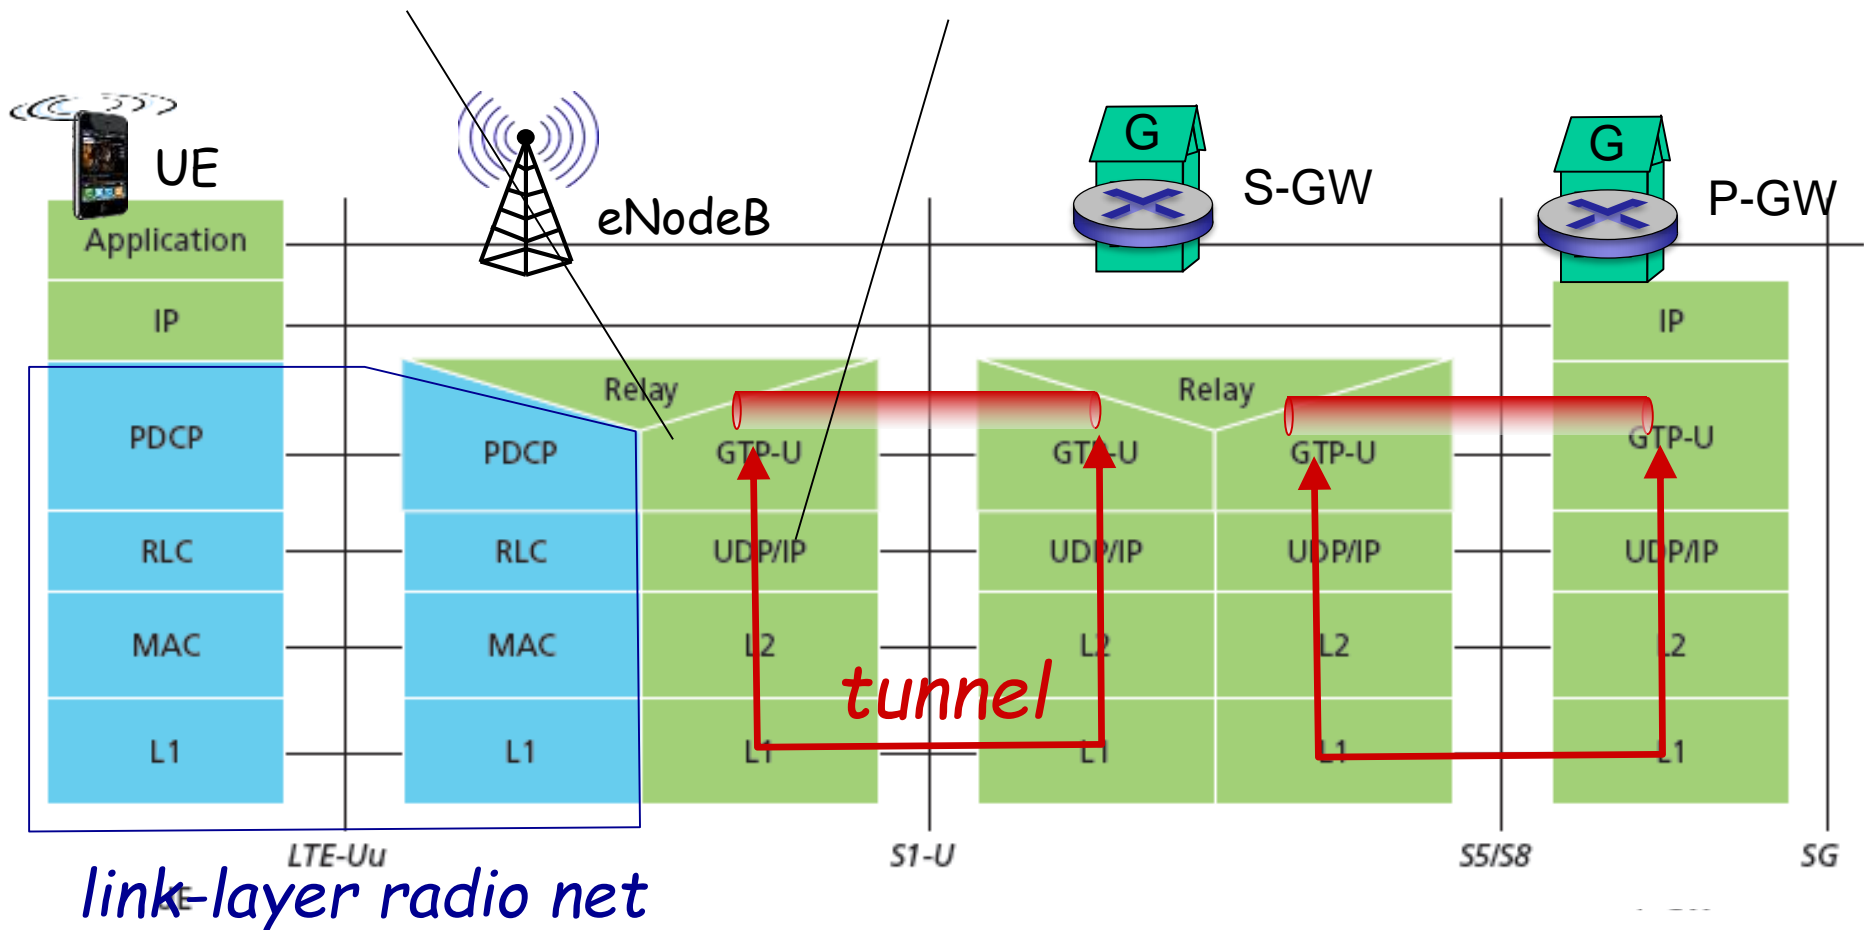 UE
eNodeB
G
S-GW
G
P-GW
Application
IP
IP
Relay
Relay
PDCP
PDCP
GTP-U
GTP-U
GTP-U
GTP-U
RLC
RLC
UDP/IP
UDP/IP
UDP/IP
UDP/IP
MAC
MAC
L2
L2
L2
L2
tunnel
L1
L1
L1
L1
L1
L1
LTE-Uu
S1-U
S5/S8
SG
link-layer radio net
UE